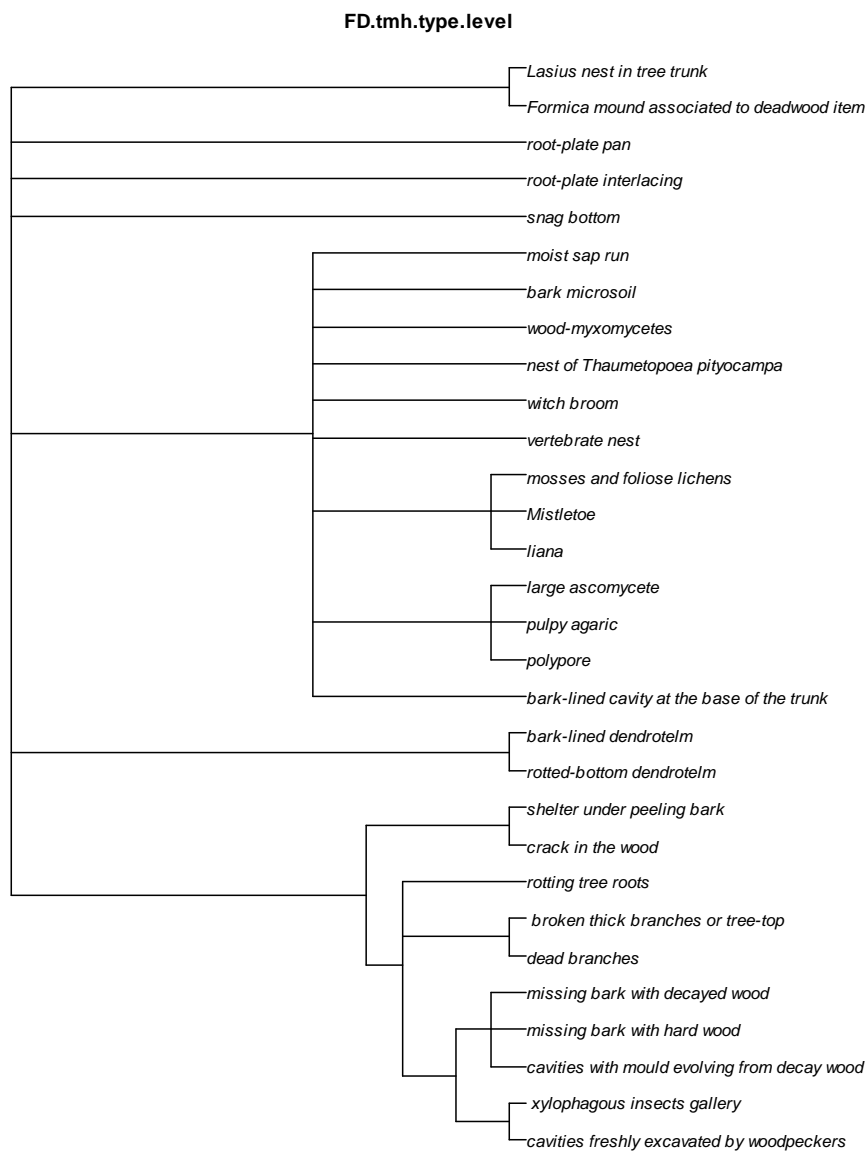 FD.tmh.type.level
Lasius nest in tree trunk
Formica mound associated to deadwood item
root-plate pan
root-plate interlacing
snag bottom
moist sap run
bark microsoil
wood-myxomycetes
nest of Thaumetopoea pityocampa
witch broom
vertebrate nest
mosses and foliose lichens
Mistletoe
liana
large ascomycete
pulpy agaric
polypore
bark-lined cavity at the base of the trunk
bark-lined dendrotelm
rotted-bottom dendrotelm
shelter under peeling bark
crack in the wood
rotting tree roots
broken thick branches or tree-top
dead branches
missing bark with decayed wood
missing bark with hard wood
cavities with mould evolving from decay wood
xylophagous insects gallery
cavities freshly excavated by woodpeckers